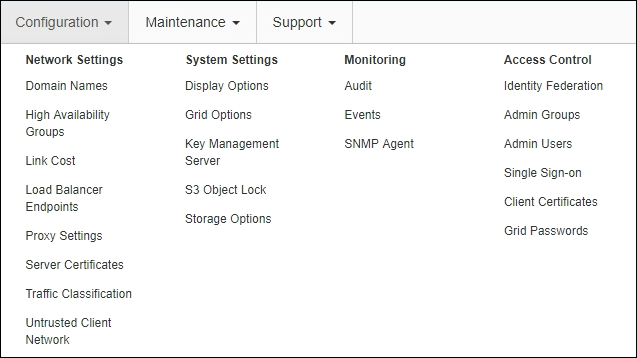 Configuration Maintenance Support
Network Settings
Domain Names
High Availability
Groups
Link Cost
Load Balancer
Endpoints
Proxy Settings
Server Certificates
Traffic Classification
Untrusted Client
Network
System Settings
Display Options
Grid Options
Key Management
Server
S3 Object Lock
Storage Options
Monitoring
Audit
Events
SNMP Agent
Access Control
Identity Federation
Admin Groups
Admin Users
Single Sign-on
Client Certificates
Grid Passwords